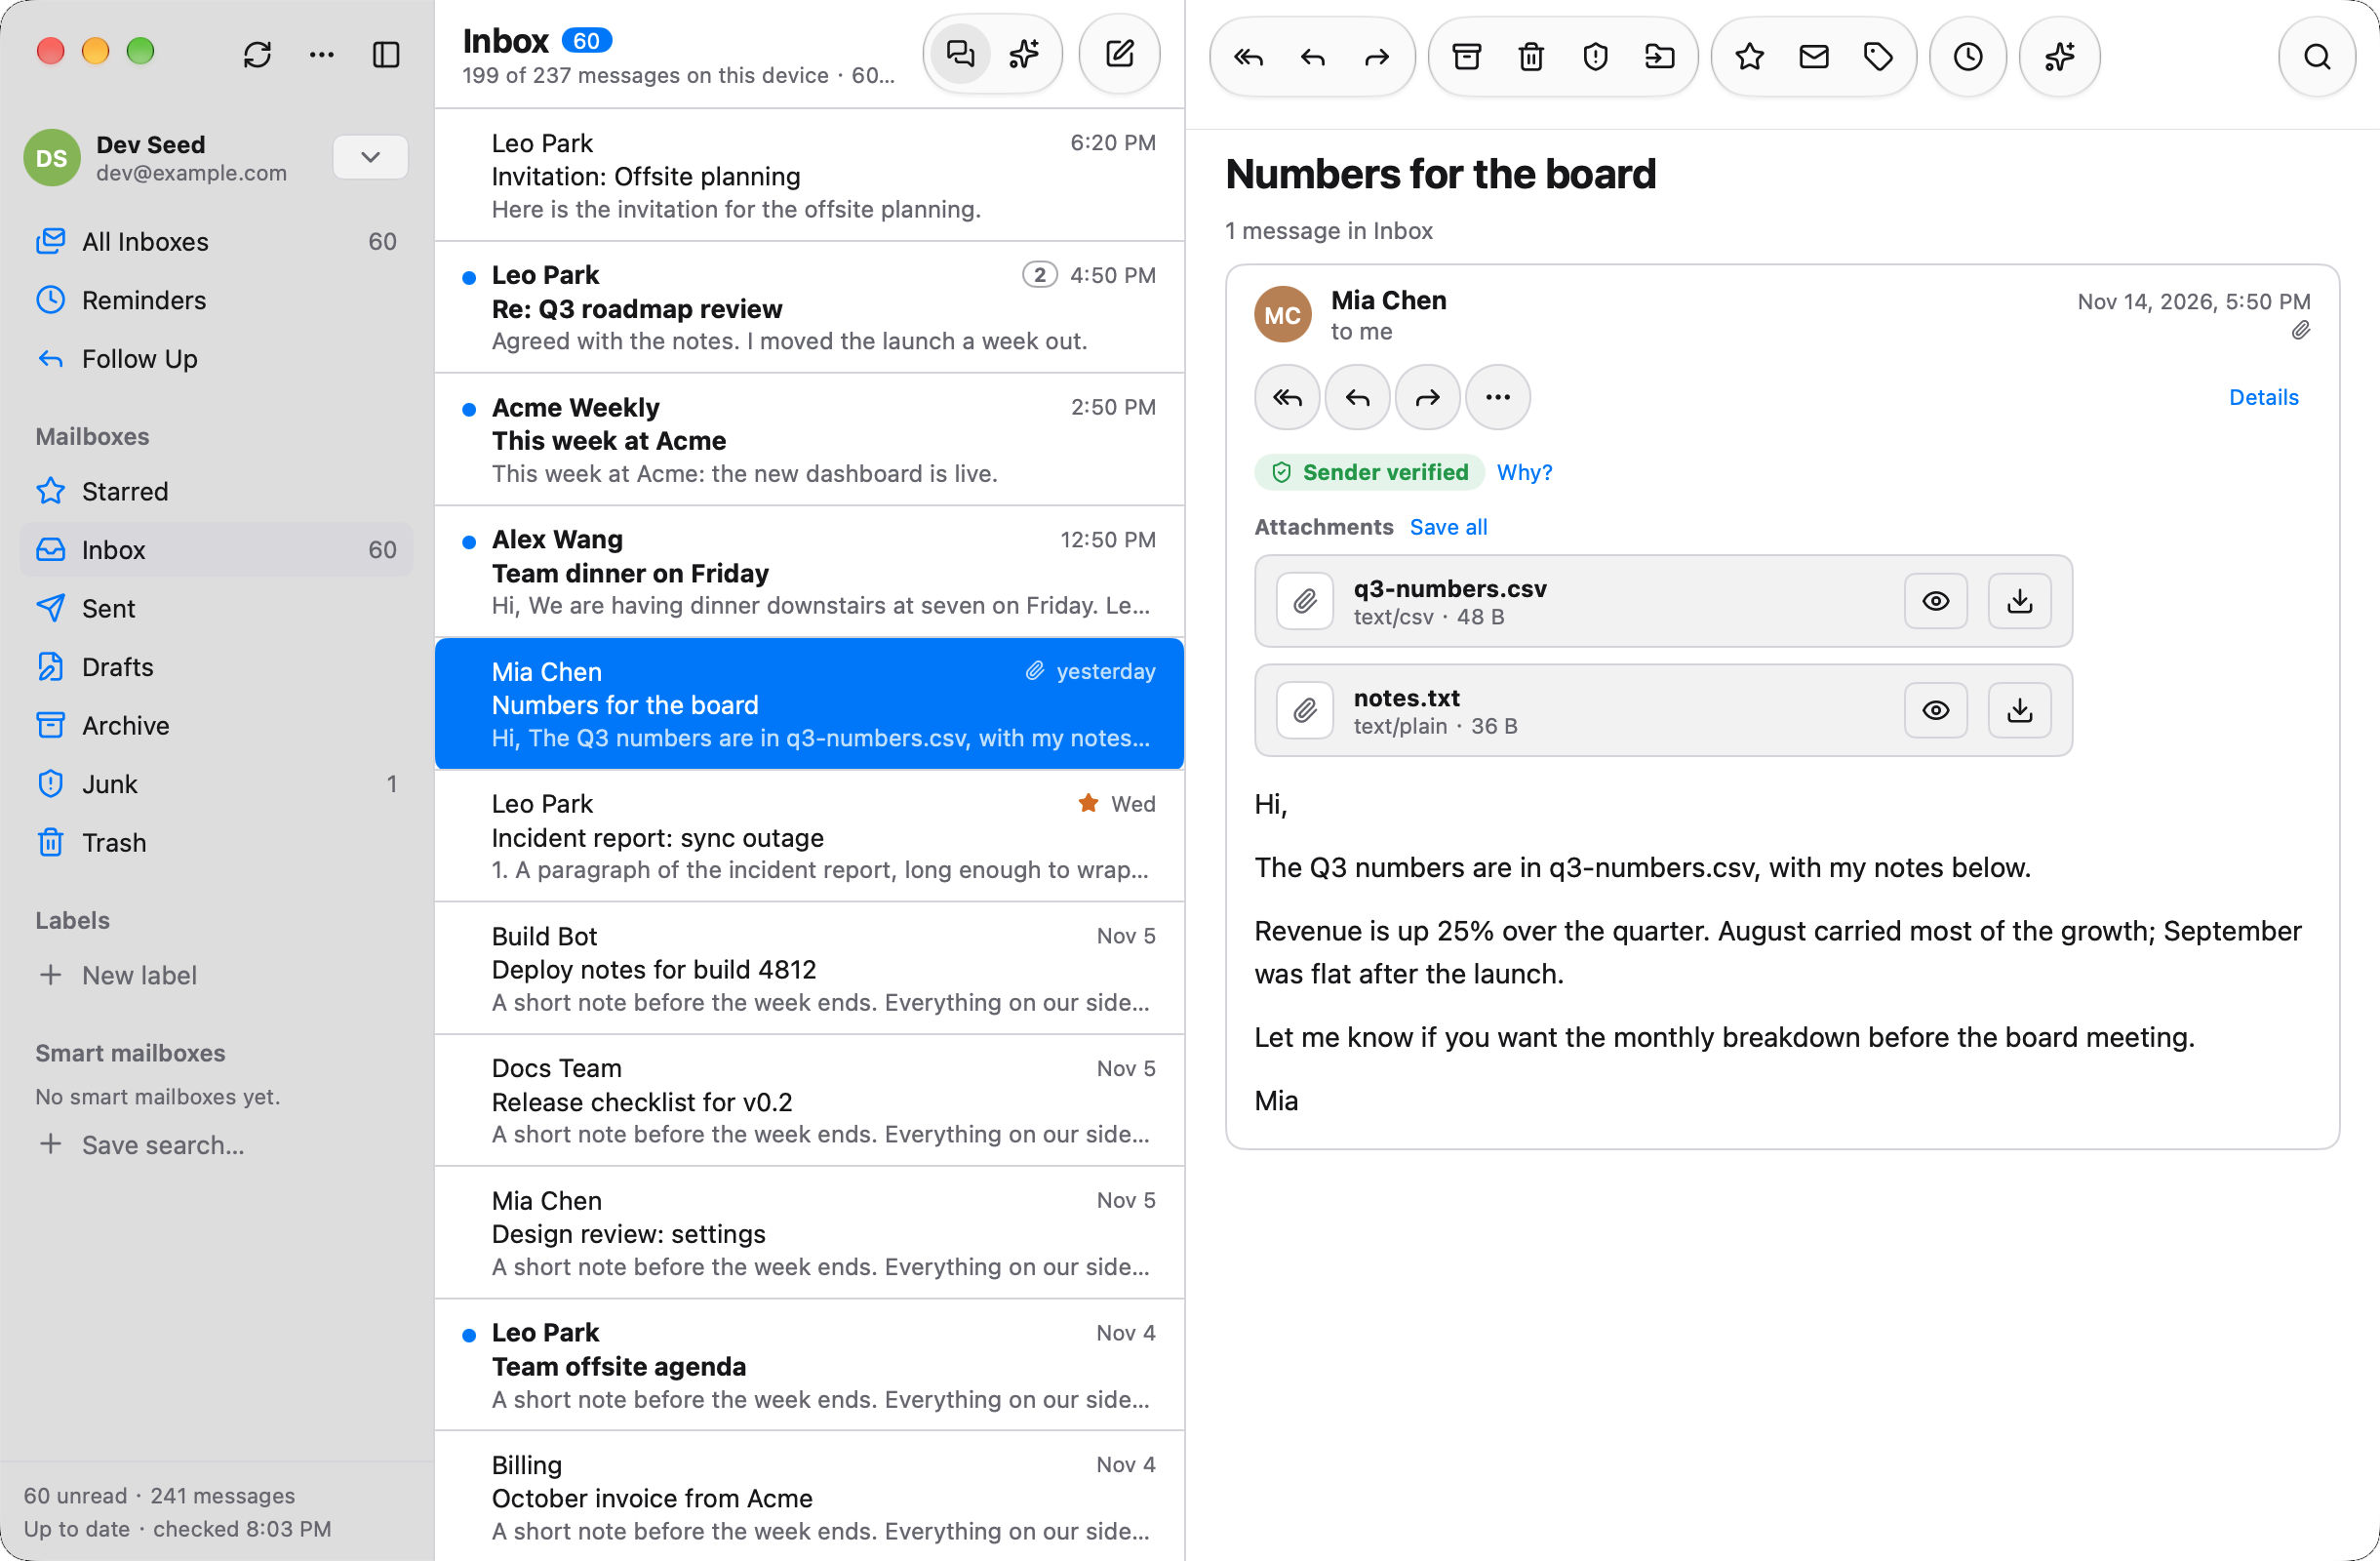 DS
Dev Seed
dev@example.com
All Inboxes 60
Reminders
Follow Up
Mailboxes
Starred
Inbox 60
Sent
Drafts
Archive
Junk 1
Trash
Labels
New label
Smart mailboxes
No smart mailboxes yet.
Save search...
60 unread · 241 messages
Up to date · checked 8:03 PM
Inbox 60
199 of 237 messages on this device · 60...
Leo Park 6:20 PM
Invitation: Offsite planning
Here is the invitation for the offsite planning.
Leo Park 2 4:50 PM
Re: Q3 roadmap review
Agreed with the notes. I moved the launch a week out.
Acme Weekly 2:50 PM
This week at Acme
This week at Acme: the new dashboard is live.
Alex Wang 12:50 PM
Team dinner on Friday
Hi, We are having dinner downstairs at seven on Friday. Le...
Mia Chen yesterday
Numbers for the board
Hi, The Q3 numbers are in q3-numbers.csv, with my notes...
Leo Park Wed
Incident report: sync outage
1. A paragraph of the incident report, long enough to wrap...
Build Bot Nov 5
Deploy notes for build 4812
A short note before the week ends. Everything on our side...
Docs Team Nov 5
Release checklist for v0.2
A short note before the week ends. Everything on our side...
Mia Chen Nov 5
Design review: settings
A short note before the week ends. Everything on our side...
Leo Park Nov 4
Team offsite agenda
A short note before the week ends. Everything on our side...
Billing Nov 4
October invoice from Acme
A short note before the week ends. Everything on our side...
Numbers for the board
1 message in Inbox
MC
Mia Chen Nov 14, 2026, 5:50 PM
to me
Details
Sender verified Why?
Attachments Save all
q3-numbers.csv
text/csv · 48 B
notes.txt
text/plain · 36 B
Hi,
The Q3 numbers are in q3-numbers.csv, with my notes below.
Revenue is up 25% over the quarter. August carried most of the growth; September
was flat after the launch.
Let me know if you want the monthly breakdown before the board meeting.
Mia